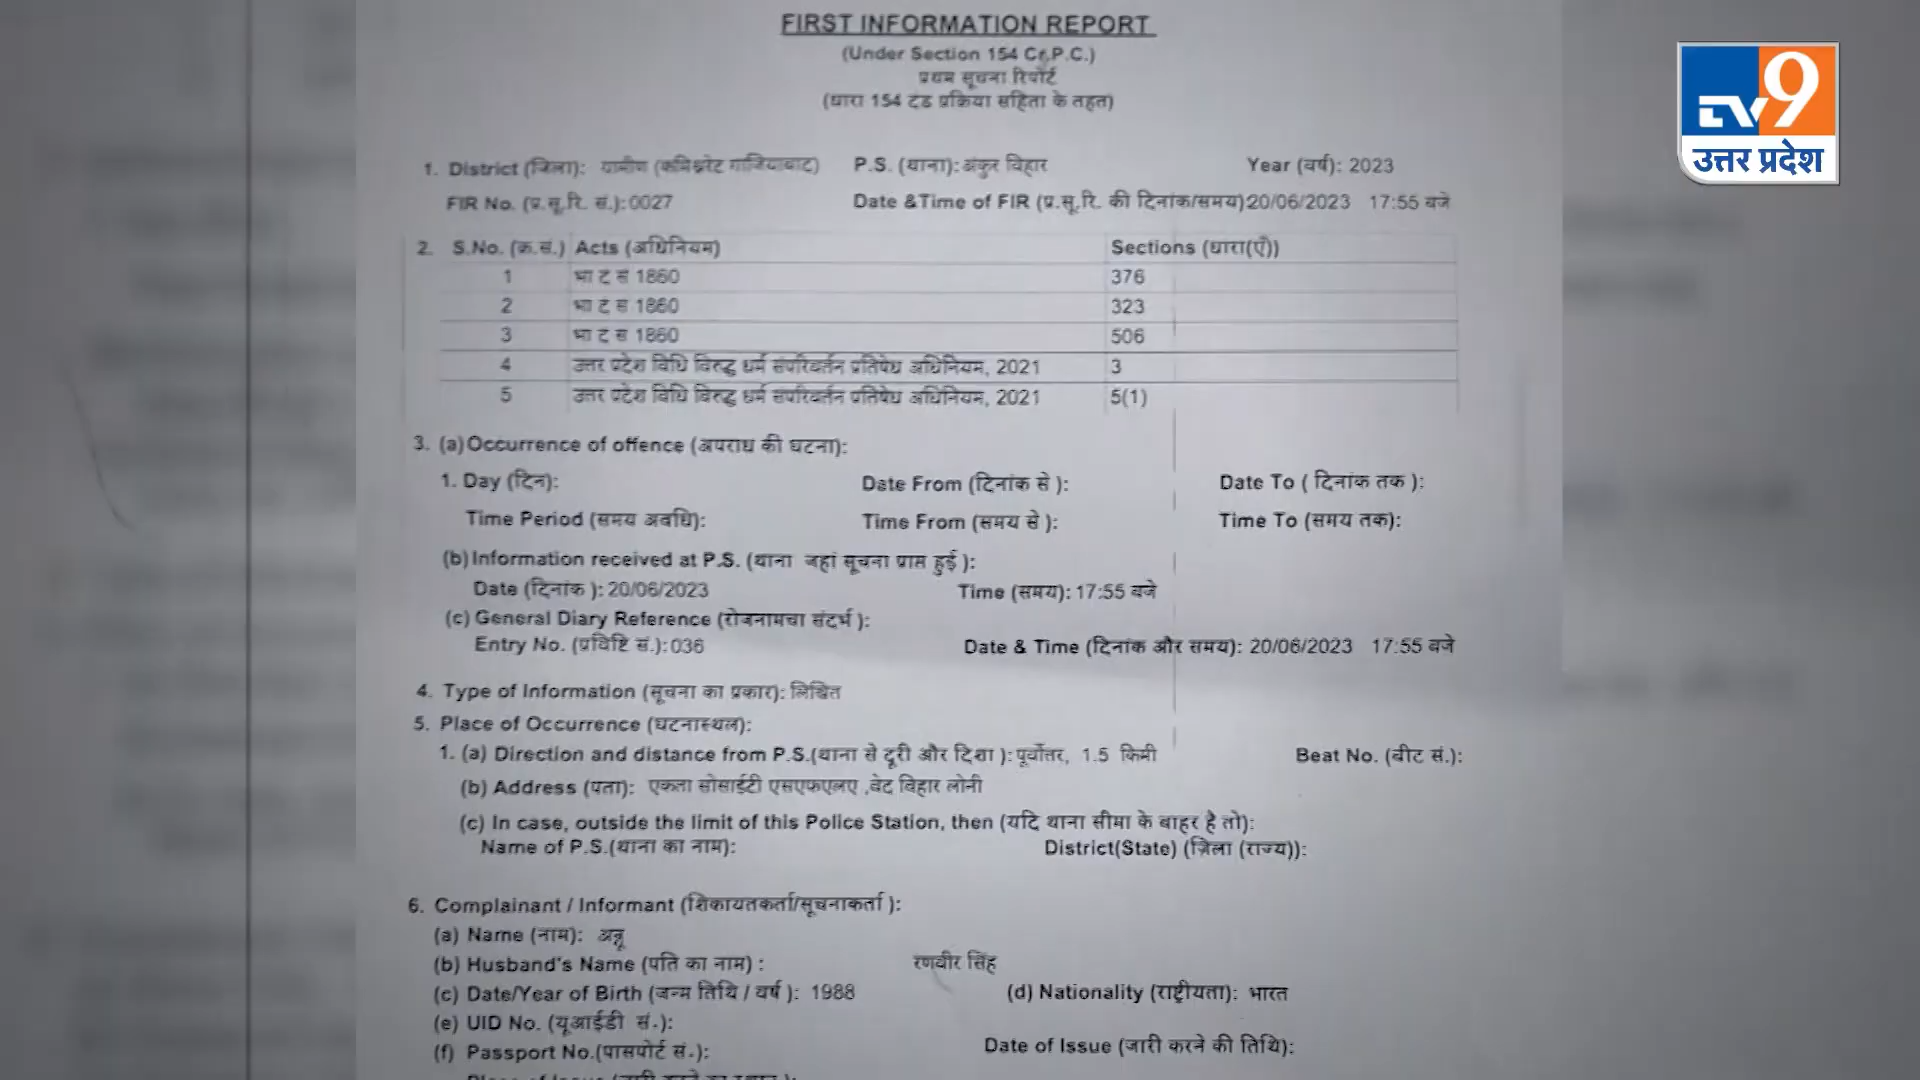 FIRST INFORMATION REPORT
(Under Section 154 Cr.P.C.)
प्रथम सूचना रिपोर्ट
(धारा 154 दंड प्रक्रिया संहिता के तहत)
TV9
उत्तर प्रदेश
1. District (जिला): ग्रामीण (कमिश्नरेट गाजियाबाद) P.S. (थाना): अंकुर विहार Year (वर्ष): 2023
FIR No. (प्र.सू.रि. सं.): 0027 Date &Time of FIR (प्र.सू.रि. की दिनांक/समय) 20/06/2023 17:55 बजे
2. S.No. (क्र.सं.) Acts (अधिनियम) Sections (धारा(एँ))
1 भा द स 1860 376
2 भा द स 1860 323
3 भा द स 1860 506
4 उत्तर प्रदेश विधि विरुद्ध धर्म संपरिवर्तन प्रतिषेध अधिनियम, 2021 3
5 उत्तर प्रदेश विधि विरुद्ध धर्म संपरिवर्तन प्रतिषेध अधिनियम, 2021 5(1)
3. (a) Occurrence of offence (अपराध की घटना):
1. Day (दिन): Date From (दिनांक से ): Date To ( दिनांक तक ):
Time Period (समय अवधि): Time From (समय से ): Time To (समय तक):
(b) Information received at P.S. (थाना जहां सूचना प्राप्त हुई ):
Date (दिनांक ): 20/06/2023 Time (समय): 17:55 बजे
(c) General Diary Reference (रोजनामचा संदर्भ ):
Entry No. (प्रविष्टि सं.): 036 Date & Time (दिनांक और समय): 20/06/2023 17:55 बजे
4. Type of Information (सूचना का प्रकार): लिखित
5. Place of Occurrence (घटनास्थल):
1. (a) Direction and distance from P.S.(थाना से दूरी और दिशा ): पूर्वोत्तर, 1.5 किमी Beat No. (बीट सं.):
(b) Address (पता): एकता सोसाईटी एसएफएलए ,वेद विहार लोनी
(c) In case, outside the limit of this Police Station, then (यदि थाना सीमा के बाहर है तो):
Name of P.S.(थाना का नाम): District(State) (ज़िला (राज्य)):
6. Complainant / Informant (शिकायतकर्ता/सूचनाकर्ता ):
(a) Name (नाम): अन्नू
(b) Husband's Name (पति का नाम) : रणवीर सिंह
(c) Date/Year of Birth (जन्म तिथि / वर्ष ): 1988 (d) Nationality (राष्ट्रीयता): भारत
(e) UID No. (यूआईडी सं.):
(f) Passport No.(पासपोर्ट सं.): Date of Issue (जारी करने की तिथि):